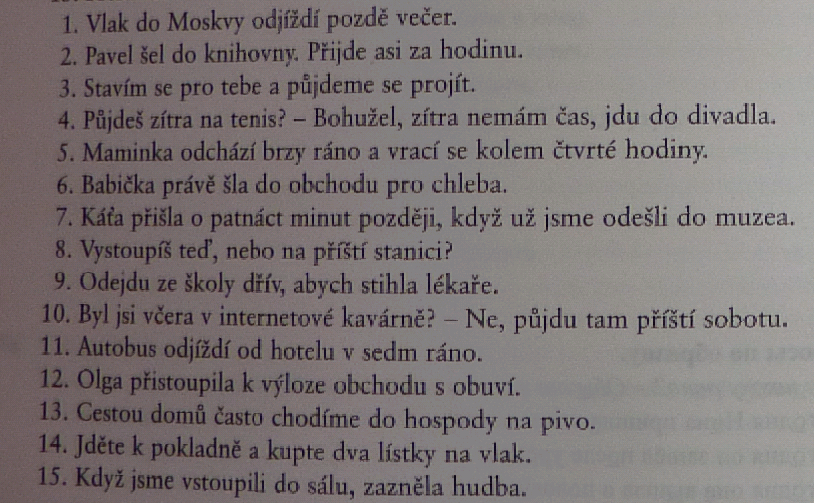 1. Vlak do Moskvy odjíždí pozdě večer.
2. Pavel šel do knihovny. Přijde asi za hodinu.
3. Stavím se pro tebe a půjdeme se projít.
4. Půjdeš zítra na tenis? – Bohužel, zítra nemám čas, jdu do divadla.
5. Maminka odchází brzy ráno a vrací se kolem čtvrté hodiny.
6. Babička právě šla do obchodu pro chleba.
7. Káťa přišla o patnáct minut později, když už jsme odešli do muzea.
8. Vystoupíš teď, nebo na příští stanici?
9. Odejdu ze školy dřív, abych stihla lékaře.
10. Byl jsi včera v internetové kavárně? – Ne, půjdu tam příští sobotu.
11. Autobus odjíždí od hotelu v sedm ráno.
12. Olga přistoupila k výloze obchodu s obuví.
13. Cestou domů často chodíme do hospody na pivo.
14. Jděte k pokladně a kupte dva lístky na vlak.
15. Když jsme vstoupili do sálu, zazněla hudba.